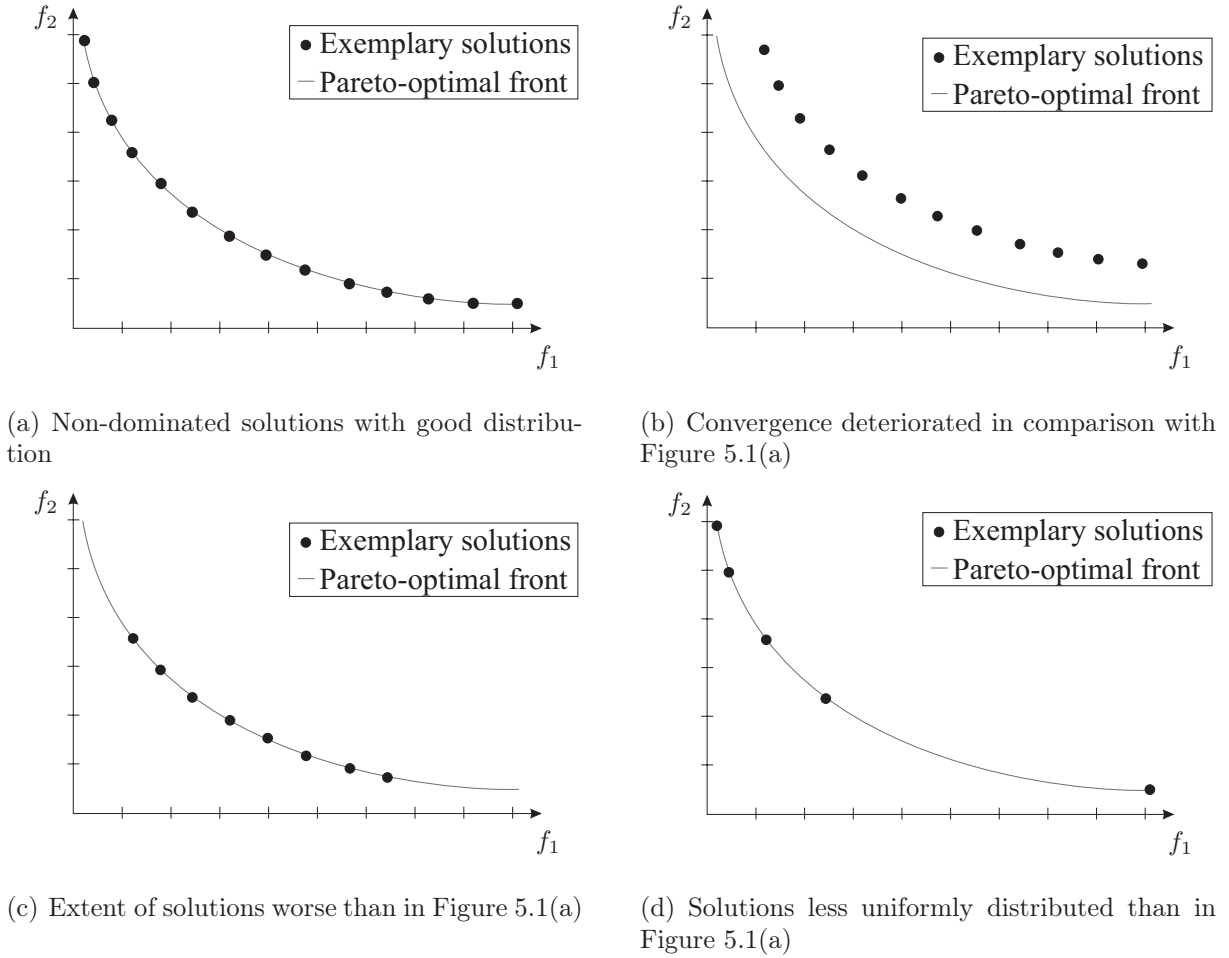 f2
Exemplary solutions
Pareto-optimal front
f1
(a) Non-dominated solutions with good distribu-
tion
f2
Exemplary solutions
Pareto-optimal front
f1
(b) Convergence deteriorated in comparison with
Figure 5.1(a)
f2
Exemplary solutions
Pareto-optimal front
f1
(c) Extent of solutions worse than in Figure 5.1(a)
f2
Exemplary solutions
Pareto-optimal front
f1
(d) Solutions less uniformly distributed than in
Figure 5.1(a)